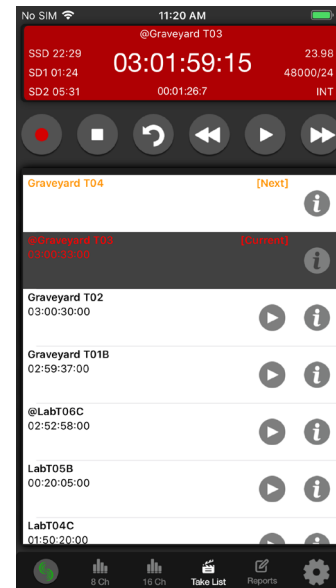 No SIM 11:20 AM
@Graveyard T03
SSD 22:29 03:01:59:15 23.98
SD1 01:24 48000/24
SD2 05:31 00:01:26:7 INT
Graveyard T04 [Next]
@Graveyard T03 [Current]
03:00:33:00
Graveyard T02
03:00:30:00
Graveyard T01B
02:59:37:00
@LabT06C
02:52:58:00
LabT05B
00:20:05:00
LabT04C
01:50:20:00
8 Ch 16 Ch Take List Reports